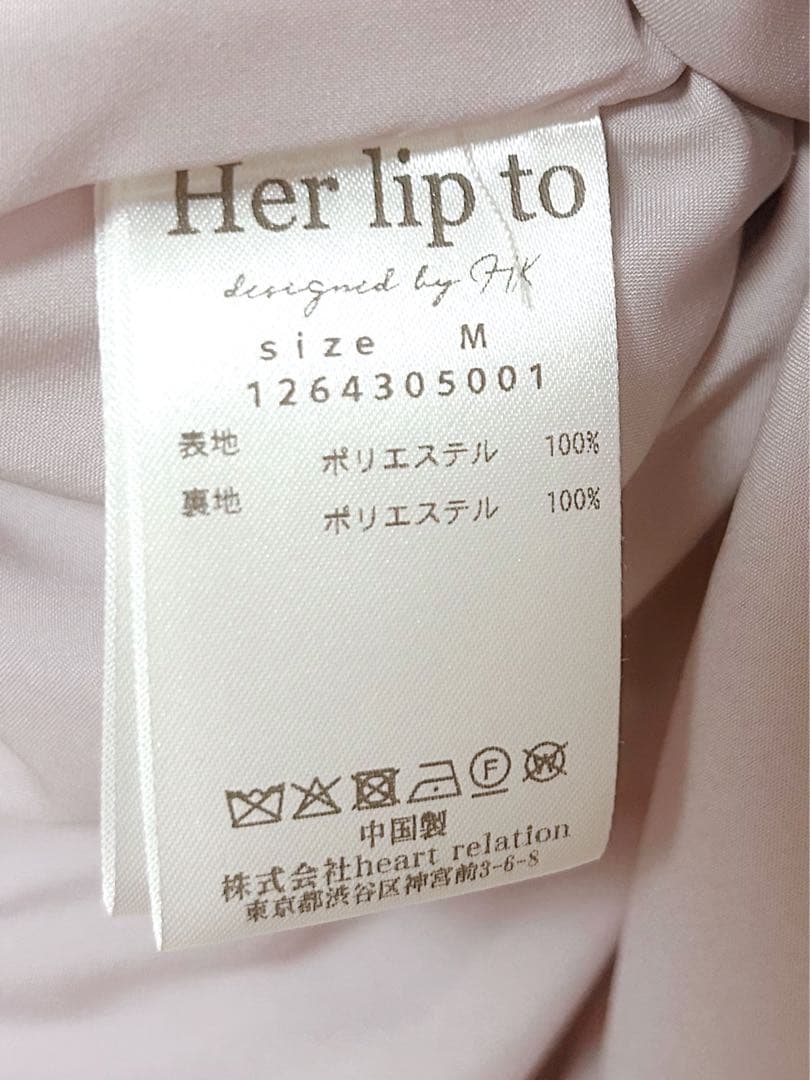 Her lip to
designed by FIK
size M
1264305001
表地 ポリエステル 100%
裏地 ポリエステル 100%
F W
中国製
株式会社heart relation
東京都渋谷区神宮前3-6-8